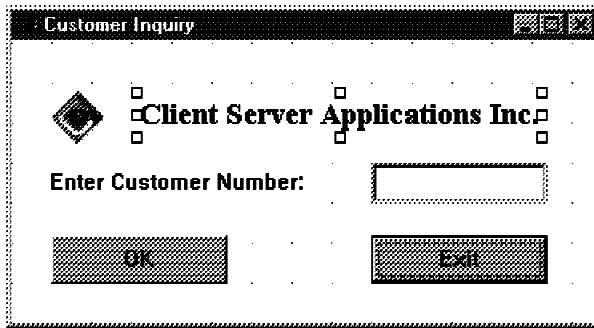 Customer Inquiry
Client Server Applications Inc.
Enter Customer Number:
OK Exit